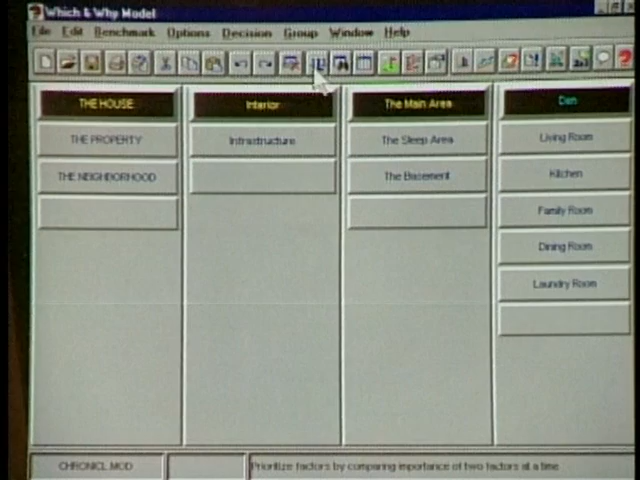 Which & Why Model
File Edit Benchmark Options Decision Group Window Help
THE HOUSE Interior The Main Area Den
THE PROPERTY Infrastructure The Sleep Area Living Room
THE NEIGHBORHOOD The Basement Kitchen
Family Room
Dining Room
Laundry Room
CHRONICL.MOD Prioritize factors by comparing importance of two factors at a time